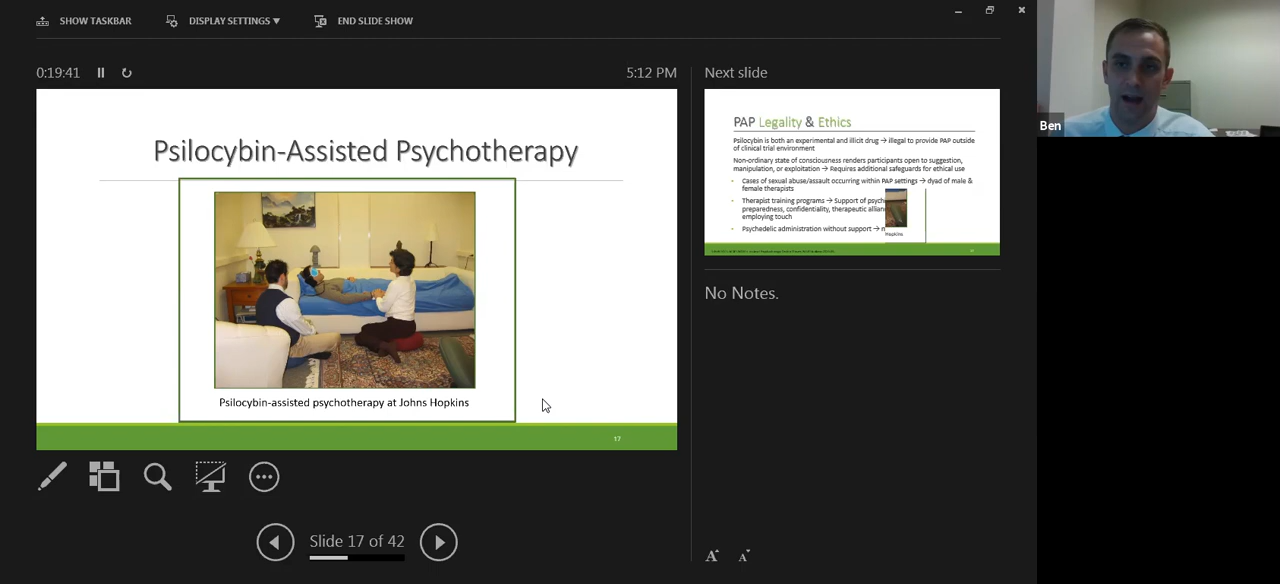 SHOW TASKBAR
DISPLAY SETTINGS ▼
END SLIDE SHOW
0:19:41
5:12 PM
Psilocybin-Assisted Psychotherapy
Psilocybin-assisted psychotherapy at Johns Hopkins
17
Slide 17 of 42
Next slide
PAP Legality & Ethics
Psilocybin is both an experimental and illicit drug → illegal to provide PAP outside
of clinical trial environment
Non-ordinary state of consciousness renders participants open to suggestion,
manipulation, or exploitation → Requires additional safeguards for ethical use
• Cases of sexual abuse/assault occurring within PAP settings → dyad of male &
female therapists
• Therapist training programs → Support of psych
preparedness, confidentiality, therapeutic allian
employing touch
• Psychedelic administration without support →
Hopkins
No Notes.
A A
Ben